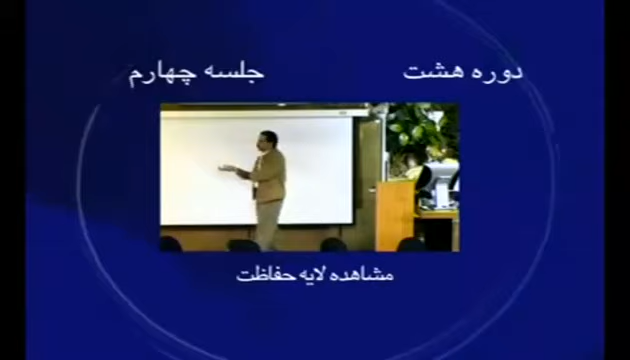 دوره هشت
جلسه چهارم
مشاهده لایه حفاظت